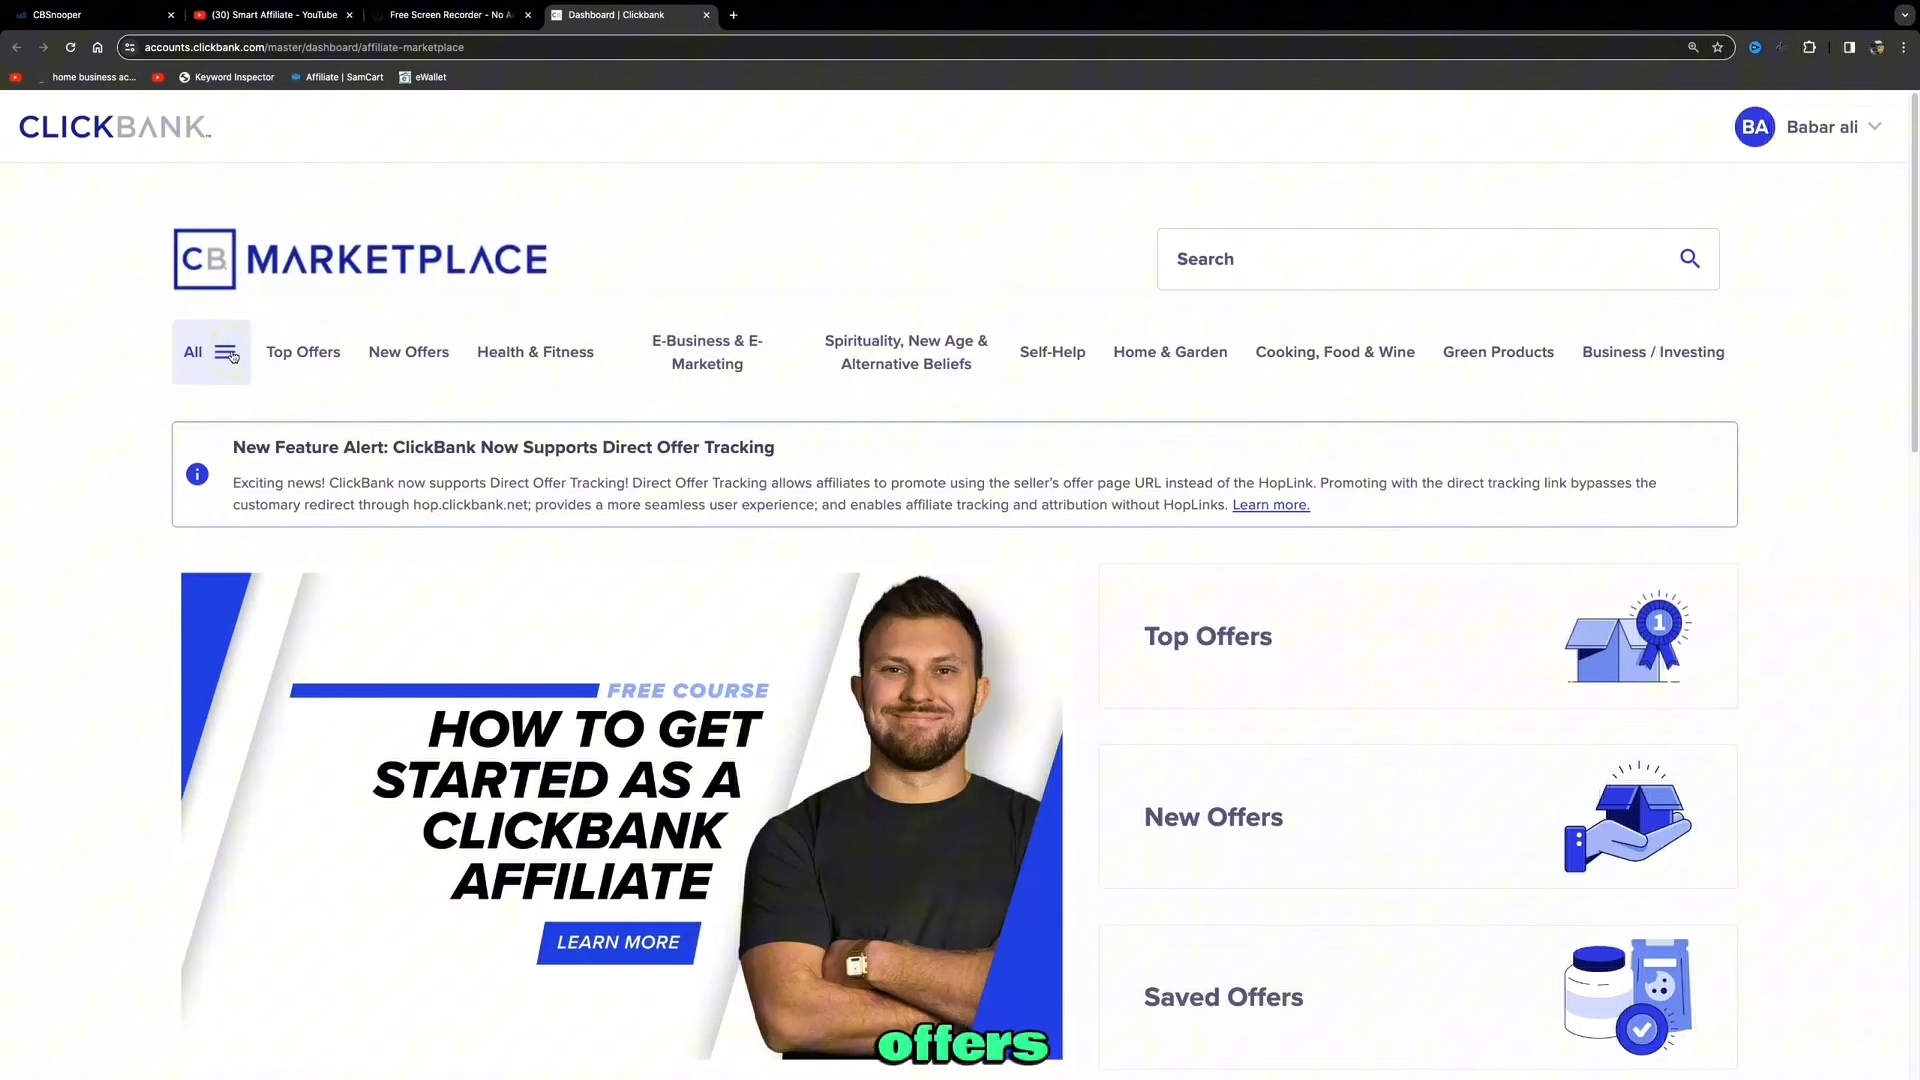 CBSnooper
(30) Smart Affiliate - YouTube
Free Screen Recorder - No A
Dashboard | Clickbank
accounts.clickbank.com/master/dashboard/affiliate-marketplace
home business ac...
Keyword Inspector
Affiliate | SamCart
eWallet
CLICKBANK
BA
Babar ali
CB MARKETPLACE
Search
All
Top Offers
New Offers
Health & Fitness
E-Business & E-
Marketing
Spirituality, New Age &
Alternative Beliefs
Self-Help
Home & Garden
Cooking, Food & Wine
Green Products
Business / Investing
New Feature Alert: ClickBank Now Supports Direct Offer Tracking
Exciting news! ClickBank now supports Direct Offer Tracking! Direct Offer Tracking allows affiliates to promote using the seller's offer page URL instead of the HopLink. Promoting with the direct tracking link bypasses the
customary redirect through hop.clickbank.net; provides a more seamless user experience; and enables affiliate tracking and attribution without HopLinks. Learn more.
FREE COURSE
HOW TO GET
STARTED AS A
CLICKBANK
AFFILIATE
LEARN MORE
Top Offers
1
New Offers
Saved Offers
offers